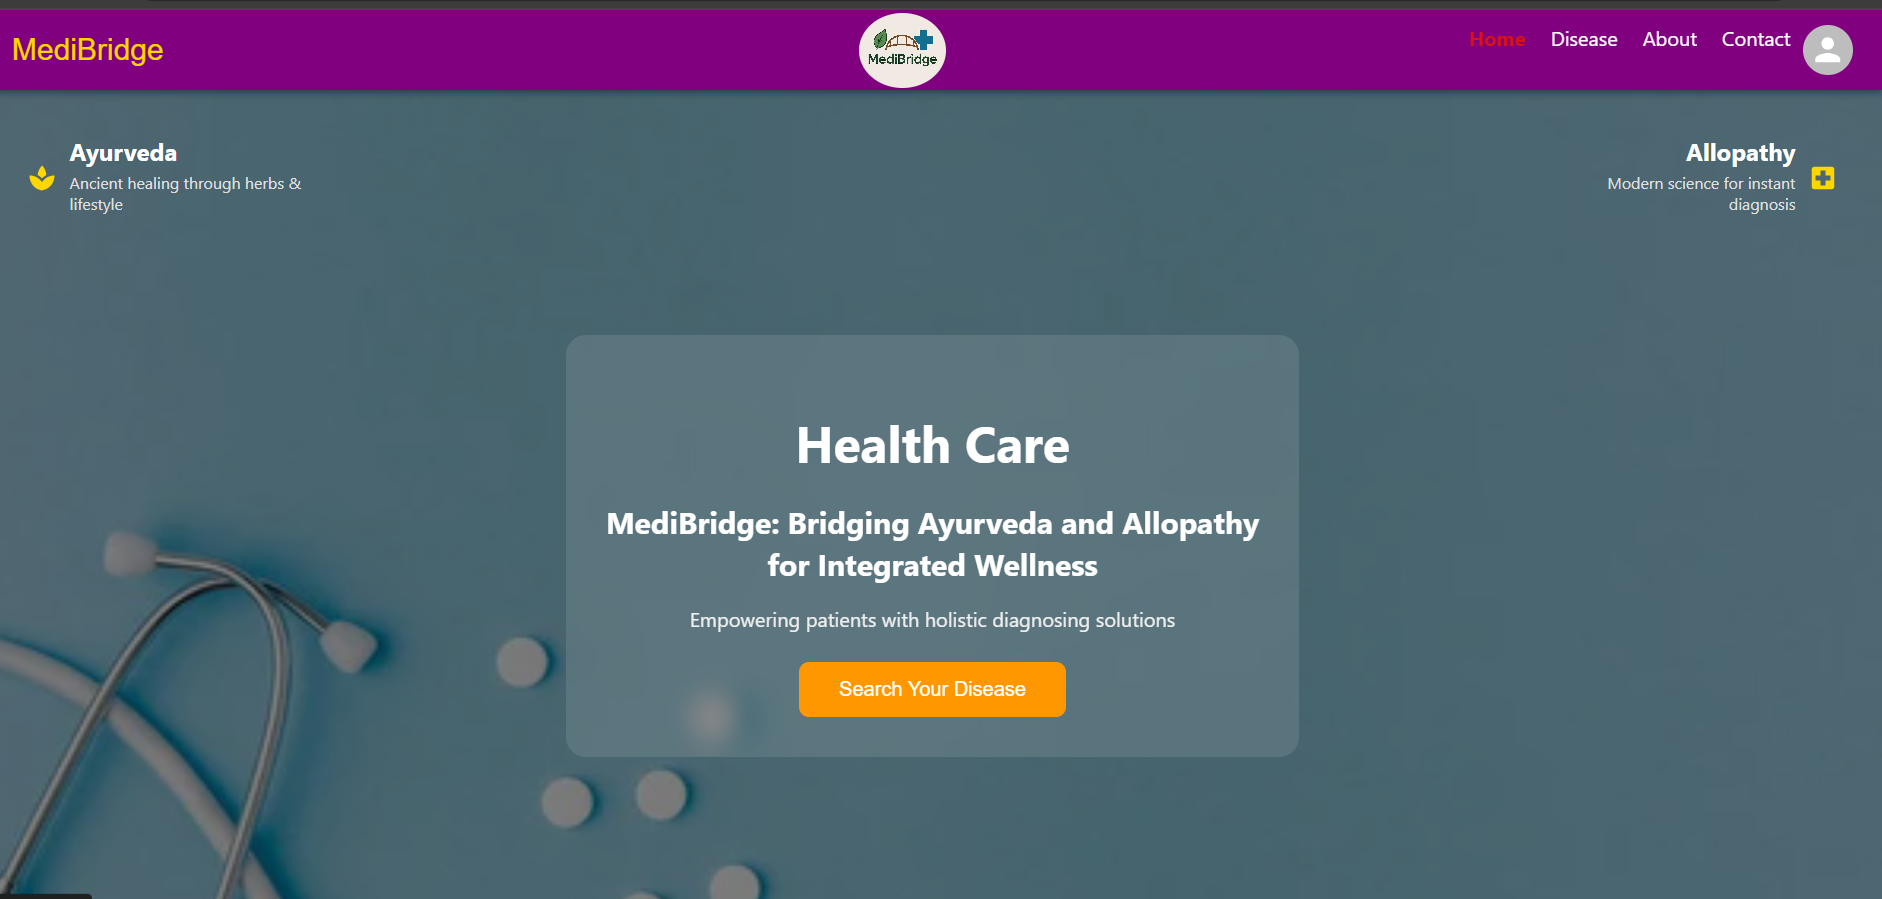 MediBridge
MediBridge
Home Disease About Contact
Ayurveda
Ancient healing through herbs &
lifestyle
Allopathy
Modern science for instant
diagnosis
Health Care
MediBridge: Bridging Ayurveda and Allopathy
for Integrated Wellness
Empowering patients with holistic diagnosing solutions
Search Your Disease